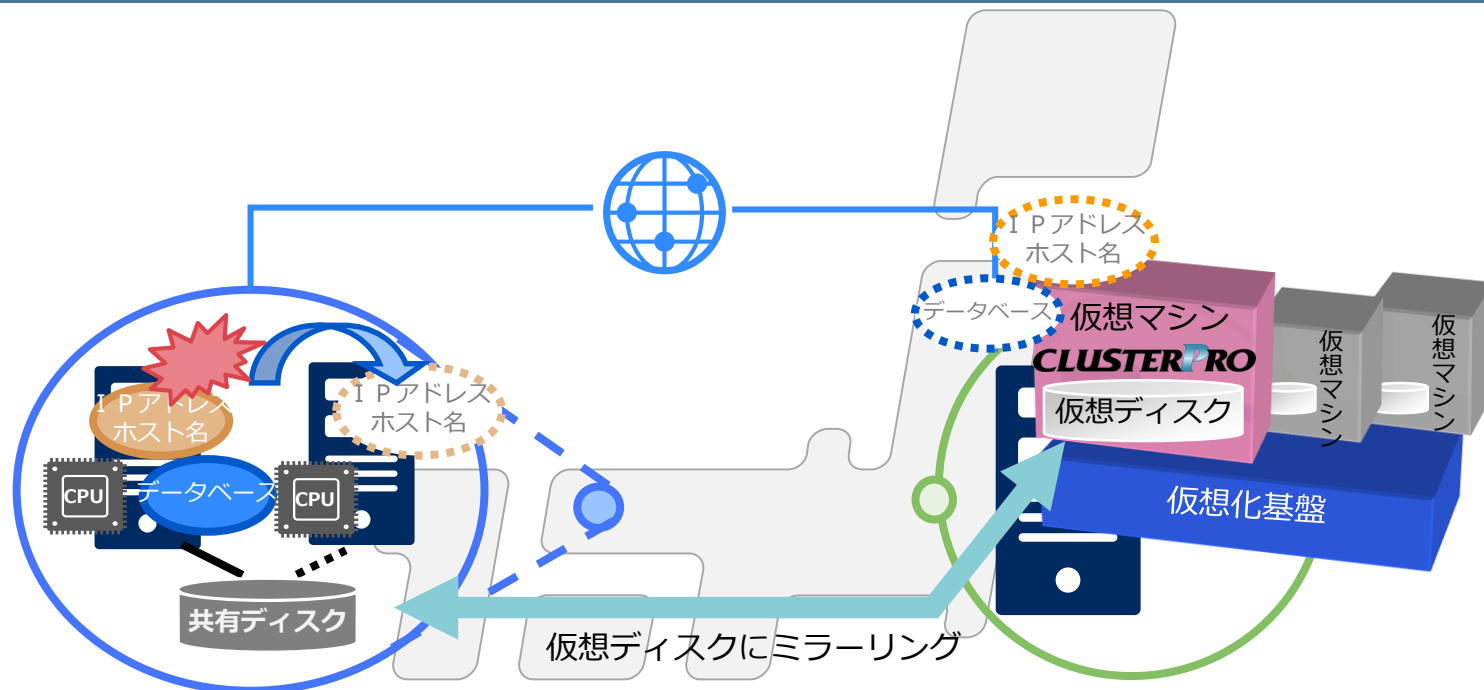 ＩＰアドレス
ホスト名
CPU
データベース
ＩＰアドレス
ホスト名
CPU
共有ディスク
ＩＰアドレス
ホスト名
データベース
仮想マシン
CLUSTERPRO
仮想ディスク
仮想マシン
仮想マシン
仮想化基盤
仮想ディスクにミラーリング